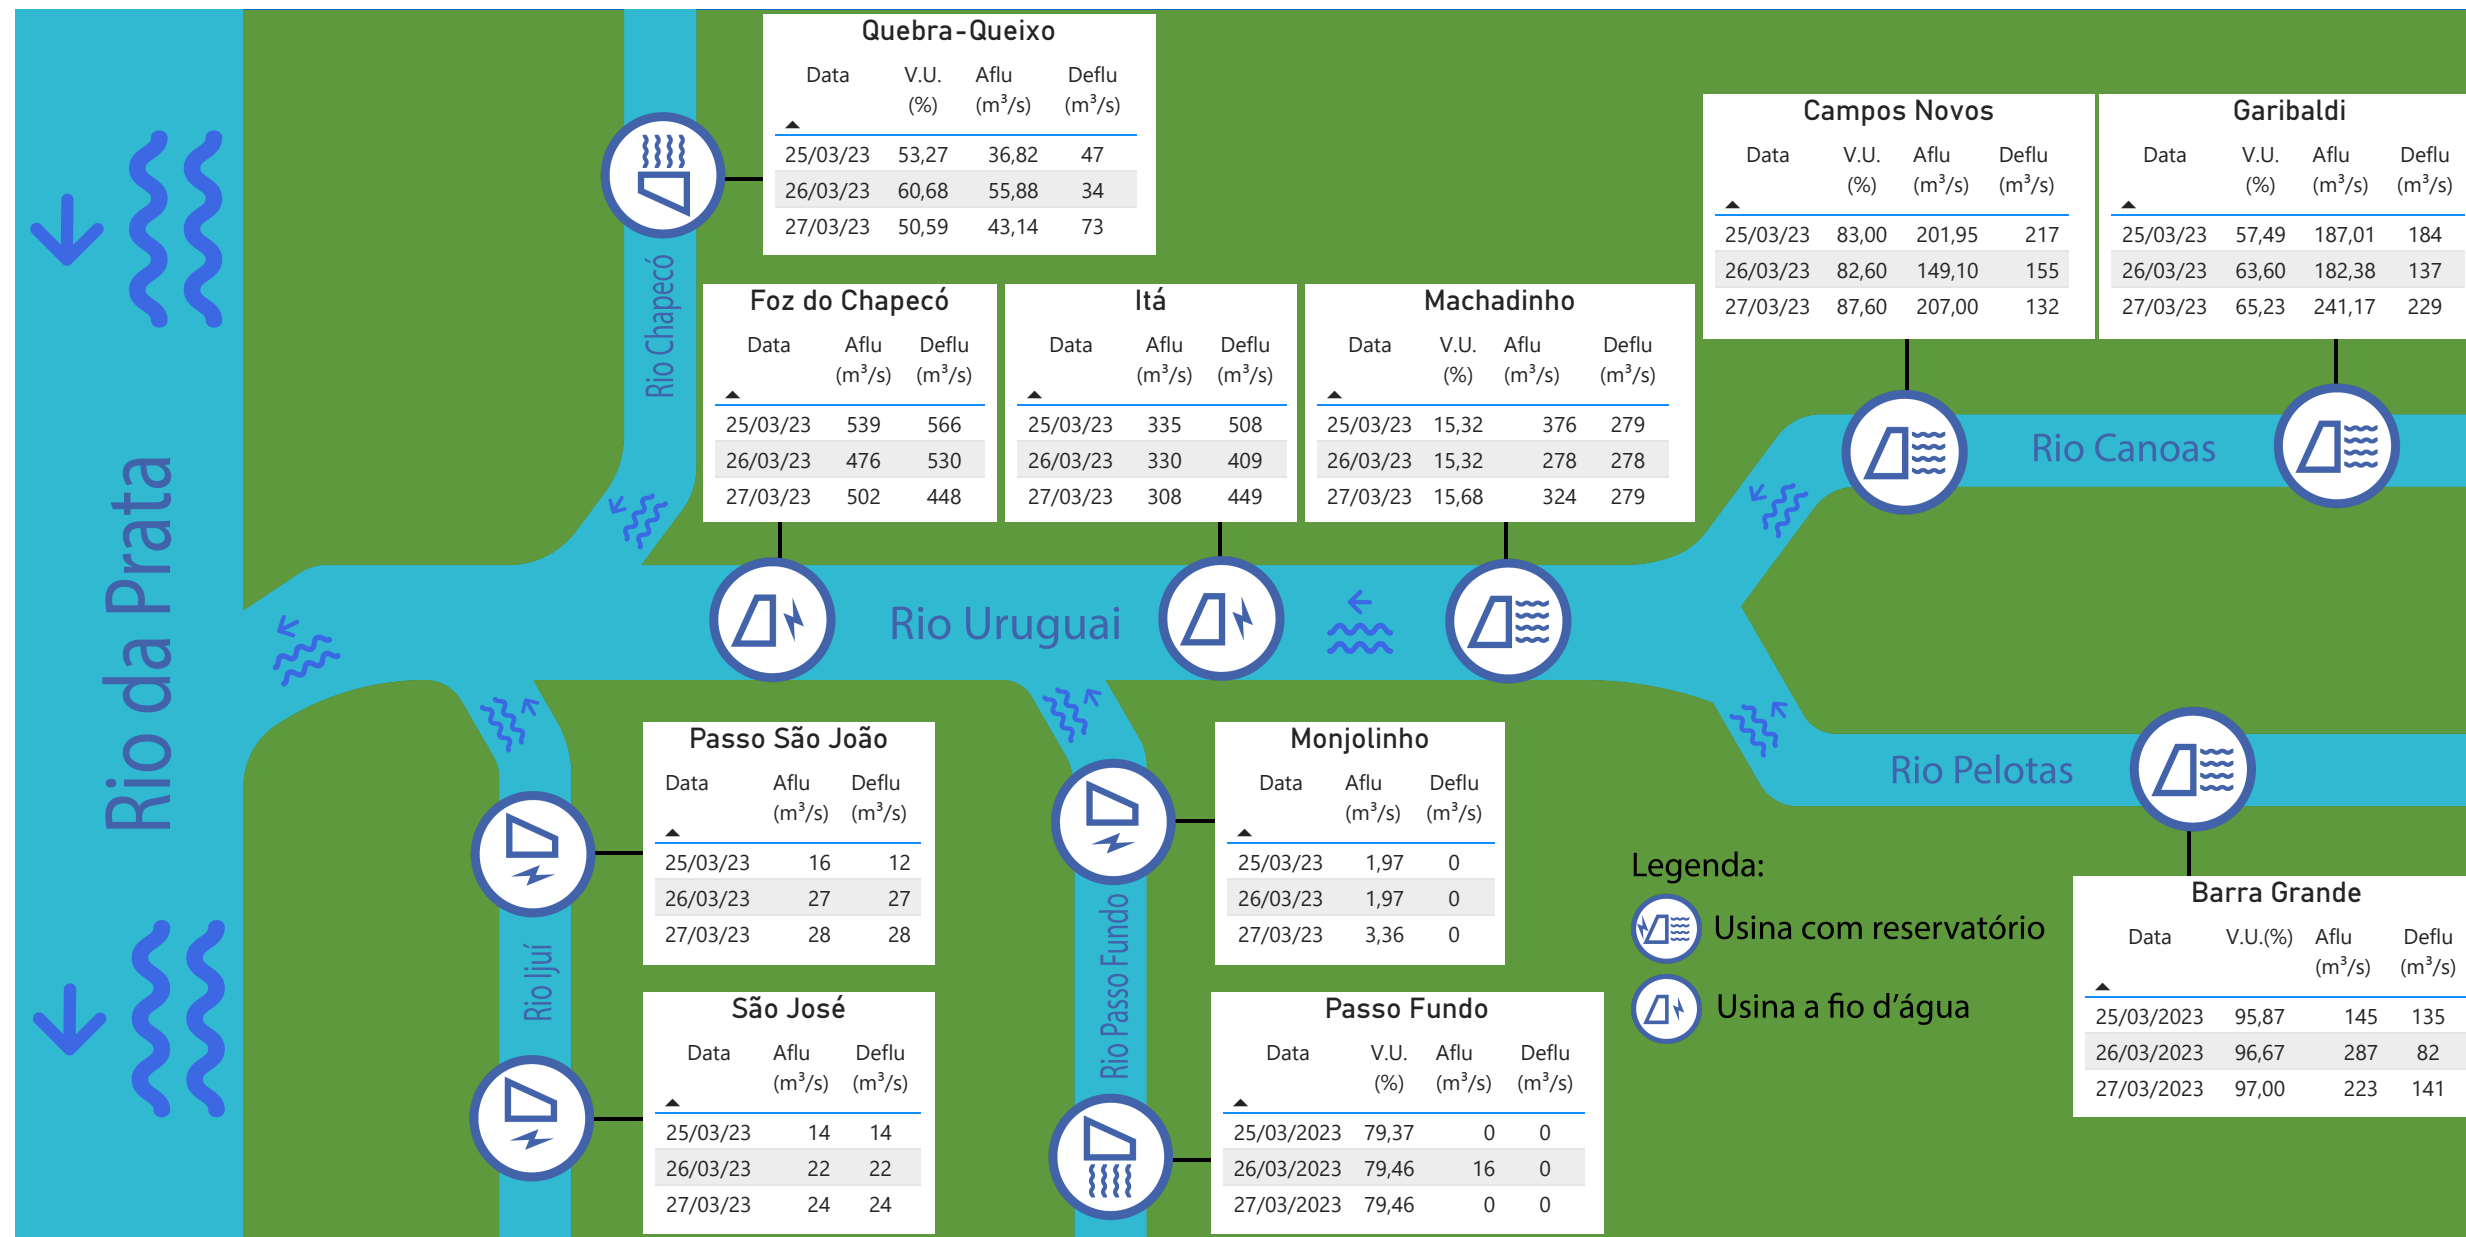 Quebra-Queixo
Data V.U. (%) Aflu (m³/s) Deflu (m³/s)
25/03/23 53,27 36,82 47
26/03/23 60,68 55,88 34
27/03/23 50,59 43,14 73
Campos Novos
Data V.U. (%) Aflu (m³/s) Deflu (m³/s)
25/03/23 83,00 201,95 217
26/03/23 82,60 149,10 155
27/03/23 87,60 207,00 132
Garibaldi
Data V.U. (%) Aflu (m³/s) Deflu (m³/s)
25/03/23 57,49 187,01 184
26/03/23 63,60 182,38 137
27/03/23 65,23 241,17 229
Foz do Chapecó
Data Aflu (m³/s) Deflu (m³/s)
25/03/23 539 566
26/03/23 476 530
27/03/23 502 448
Itá
Data Aflu (m³/s) Deflu (m³/s)
25/03/23 335 508
26/03/23 330 409
27/03/23 308 449
Machadinho
Data V.U. (%) Aflu (m³/s) Deflu (m³/s)
25/03/23 15,32 376 279
26/03/23 15,32 278 278
27/03/23 15,68 324 279
Rio Chapecó
Rio Canoas
Rio da Prata
Rio Uruguai
Rio Pelotas
Passo São João
Data Aflu (m³/s) Deflu (m³/s)
25/03/23 16 12
26/03/23 27 27
27/03/23 28 28
Monjolinho
Data Aflu (m³/s) Deflu (m³/s)
25/03/23 1,97 0
26/03/23 1,97 0
27/03/23 3,36 0
Rio Ijuí
Rio Passo Fundo
Legenda:
Usina com reservatório
Usina a fio d’água
Barra Grande
Data V.U.(%) Aflu (m³/s) Deflu (m³/s)
25/03/2023 95,87 145 135
26/03/2023 96,67 287 82
27/03/2023 97,00 223 141
São José
Data Aflu (m³/s) Deflu (m³/s)
25/03/23 14 14
26/03/23 22 22
27/03/23 24 24
Passo Fundo
Data V.U. (%) Aflu (m³/s) Deflu (m³/s)
25/03/2023 79,37 0 0
26/03/2023 79,46 16 0
27/03/2023 79,46 0 0